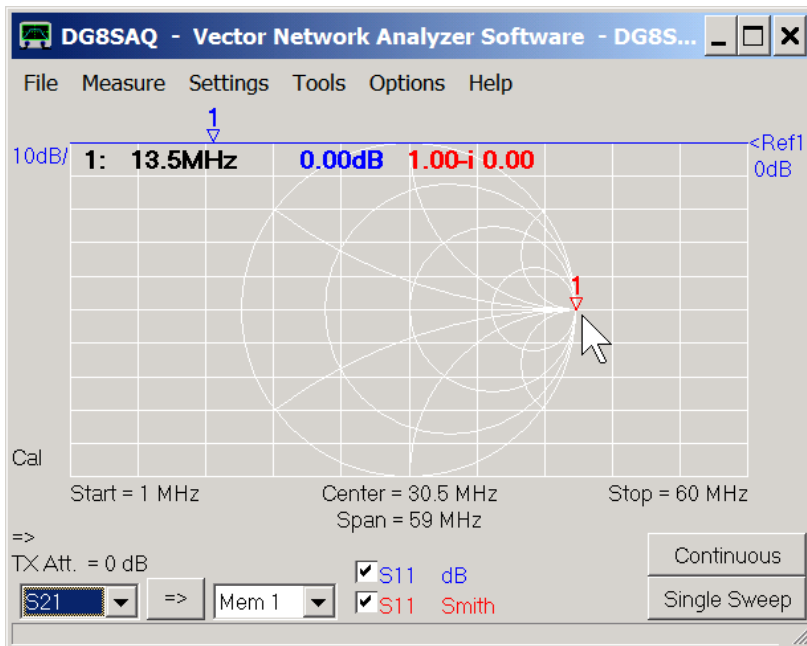 DG8SAQ - Vector Network Analyzer Software - DG8S...
File Measure Settings Tools Options Help
1
10dB/ 1: 13.5MHz 0.00dB 1.00-i 0.00 <Ref1
0dB
1
Cal
Start = 1 MHz Center = 30.5 MHz Stop = 60 MHz
Span = 59 MHz
=>
TX Att. = 0 dB
S11 dB Continuous
S21 => Mem 1 S11 Smith Single Sweep